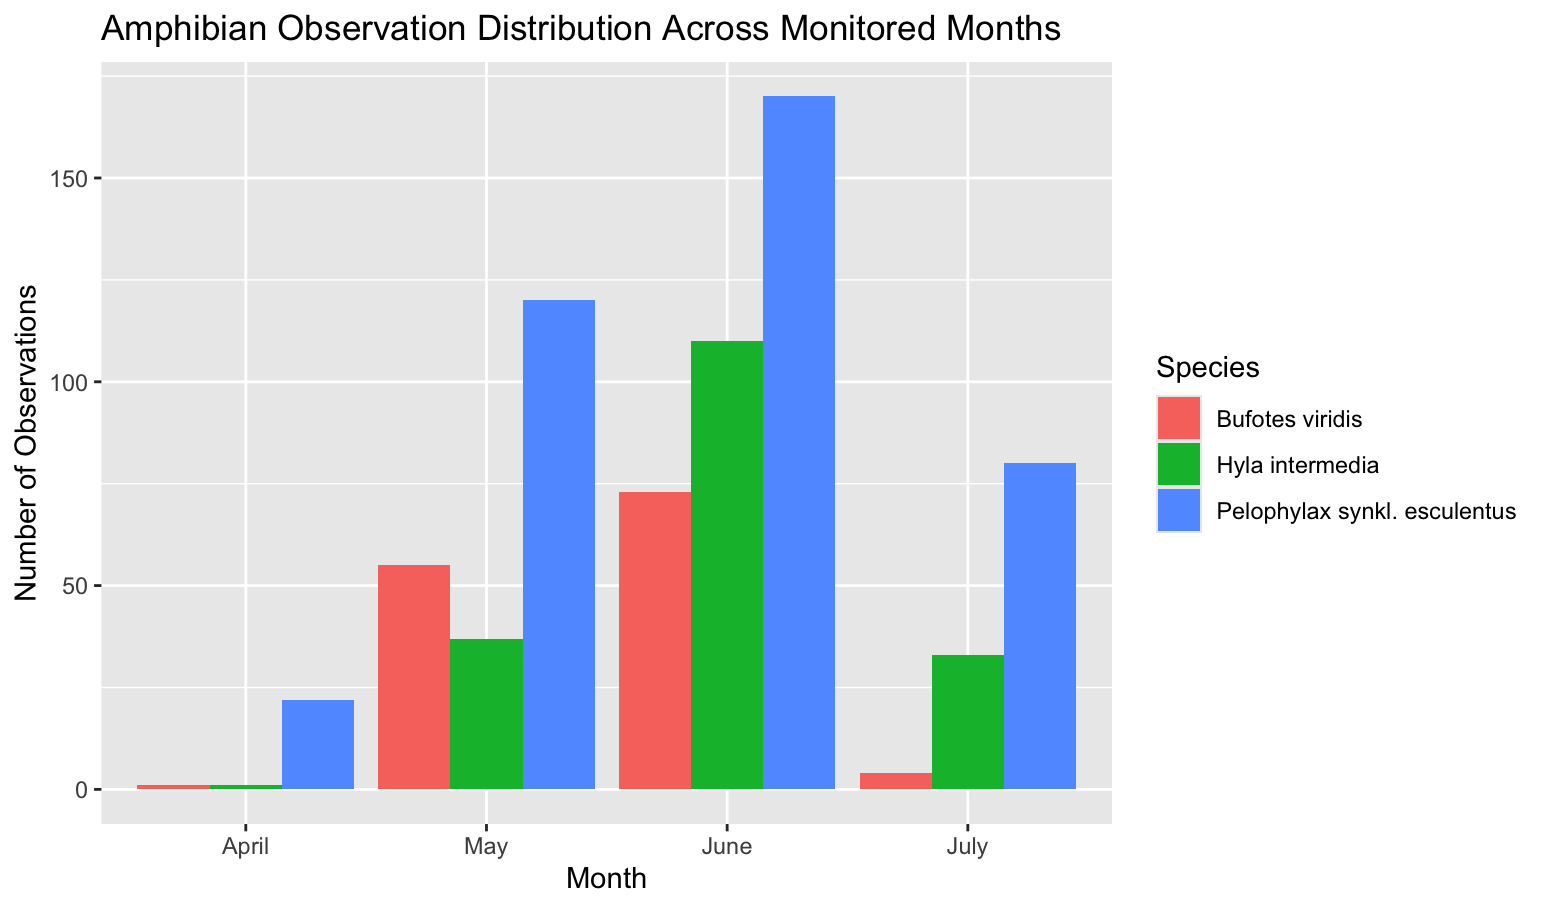 Amphibian Observation Distribution Across Monitored Months
Number of Observations
150
100
50
0
April May June July
Month
Species
Bufotes viridis
Hyla intermedia
Pelophylax synkl. esculentus